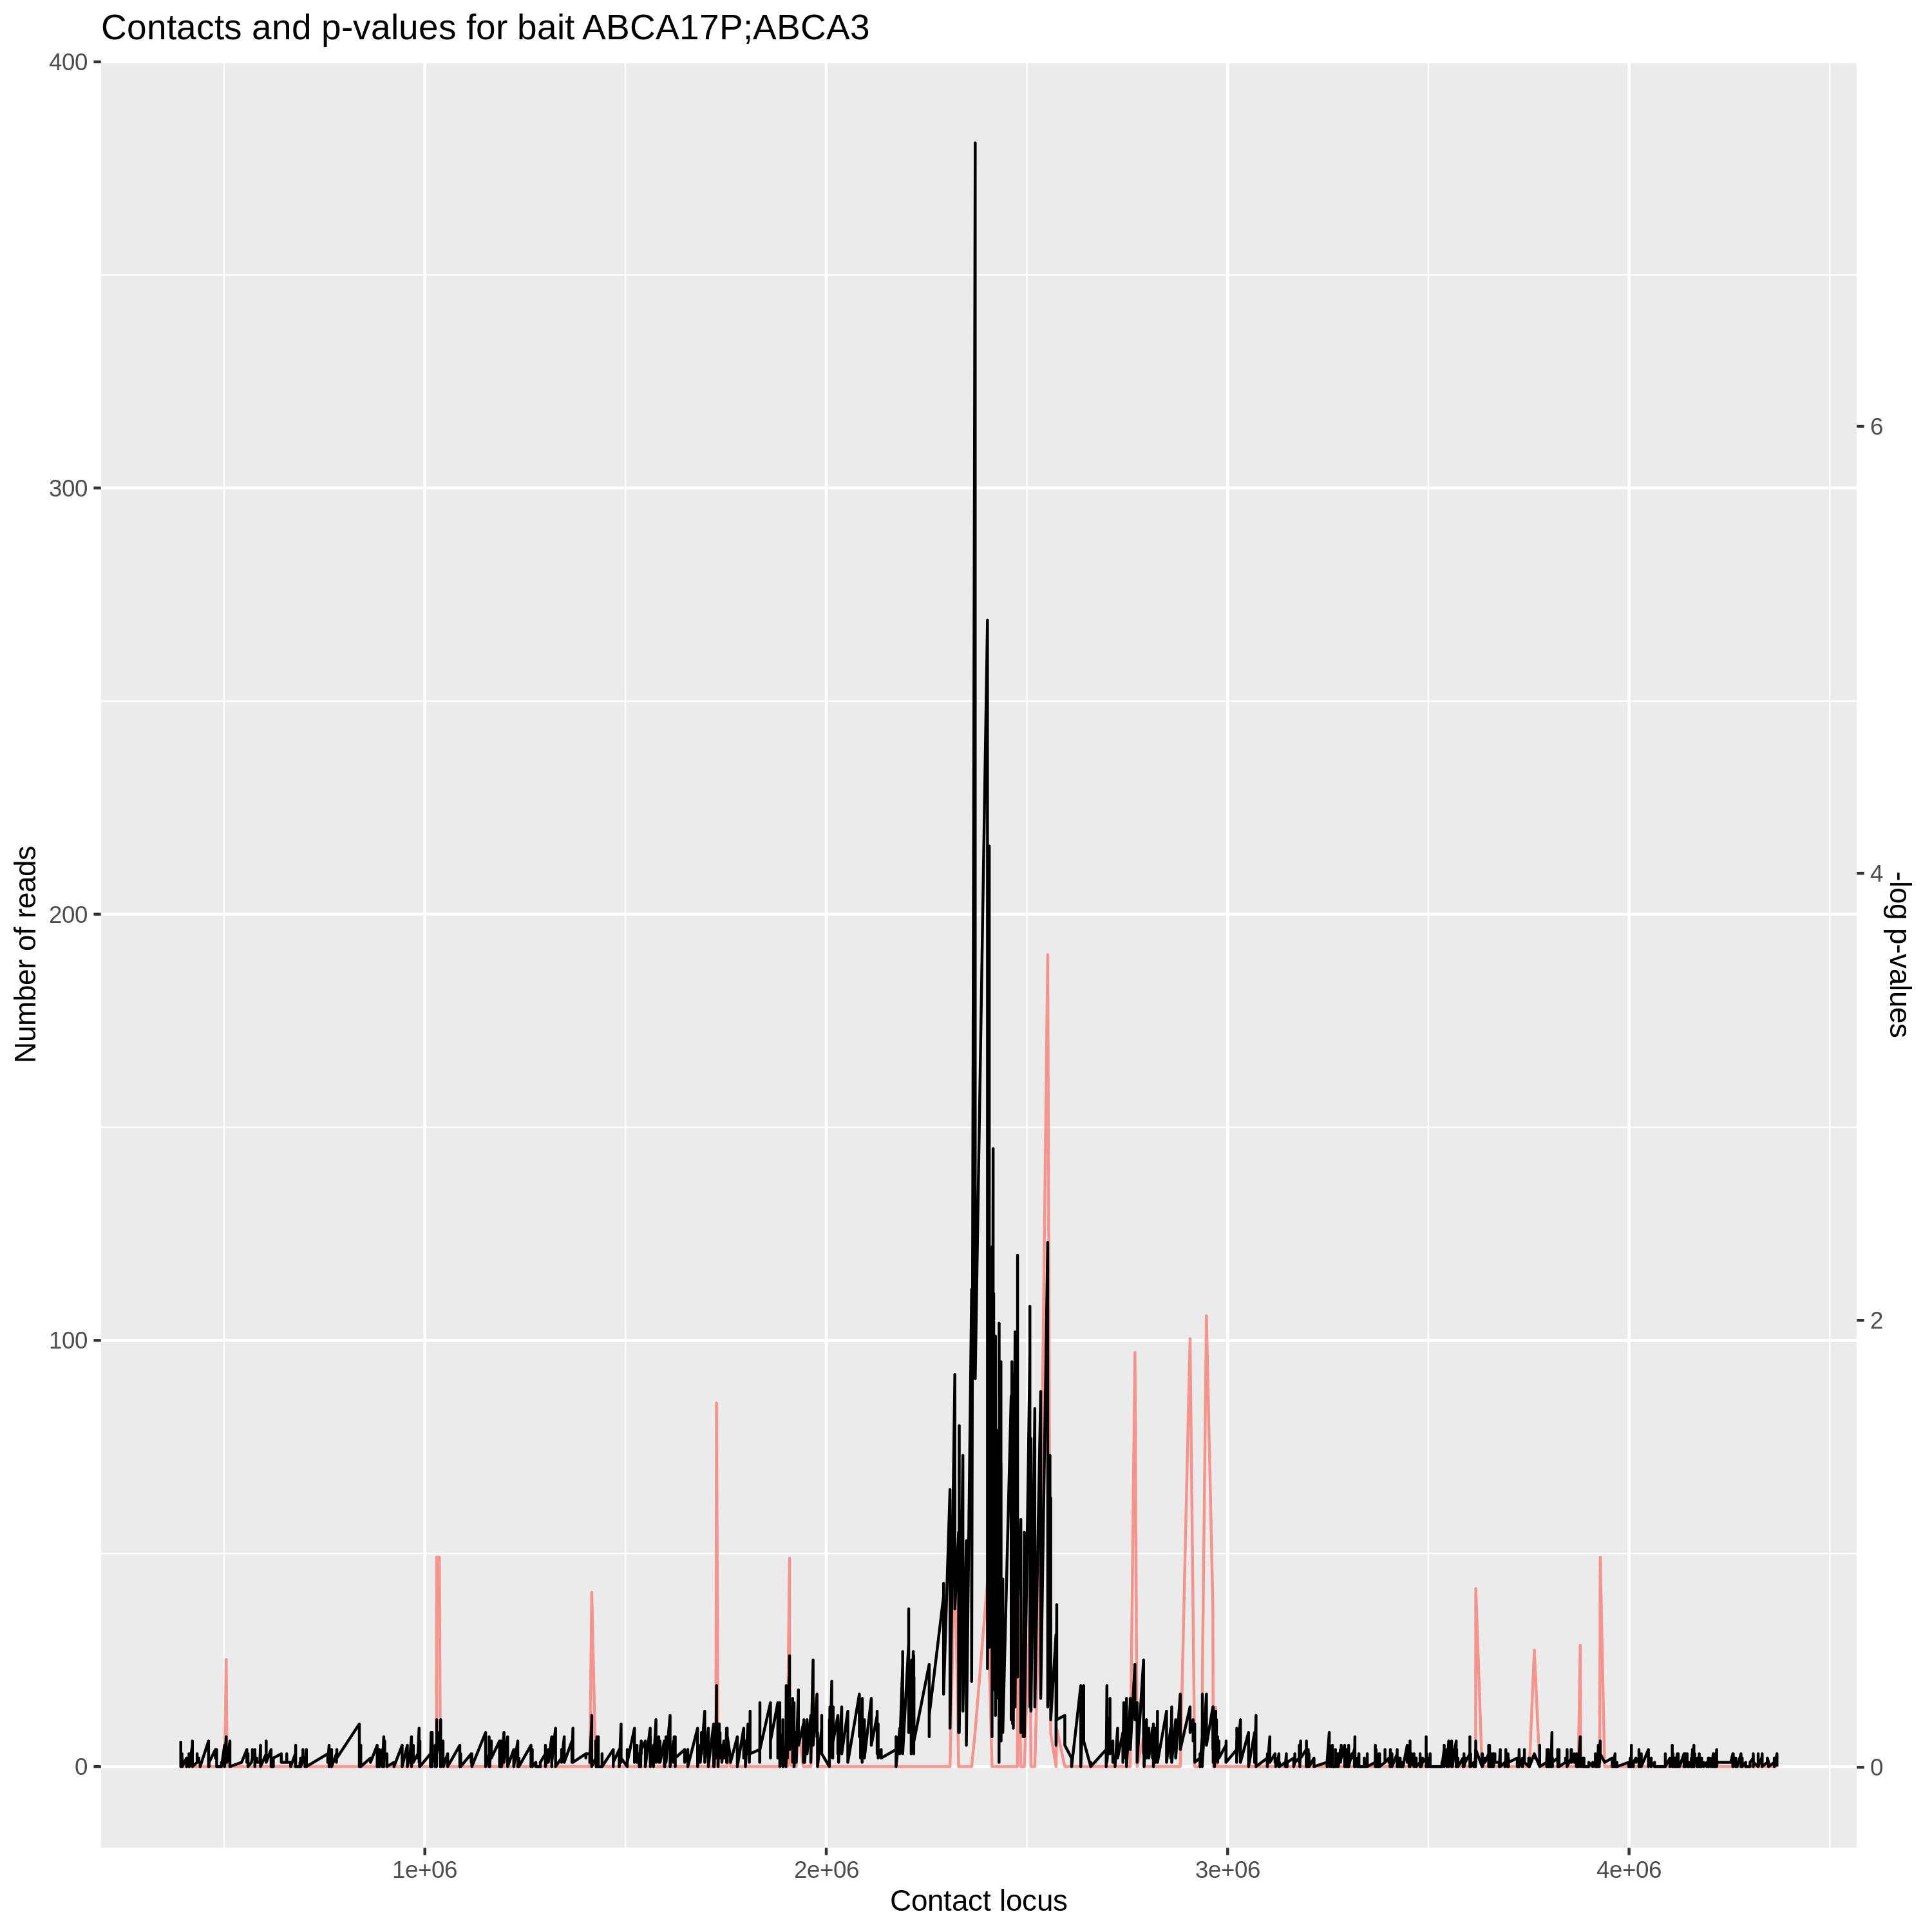 Contacts and p-values for bait ABCA17P;ABCA3
400
300
200
100
0
Number of reads
6
4
2
0
-log p-values
1e+06
2e+06
3e+06
4e+06
Contact locus